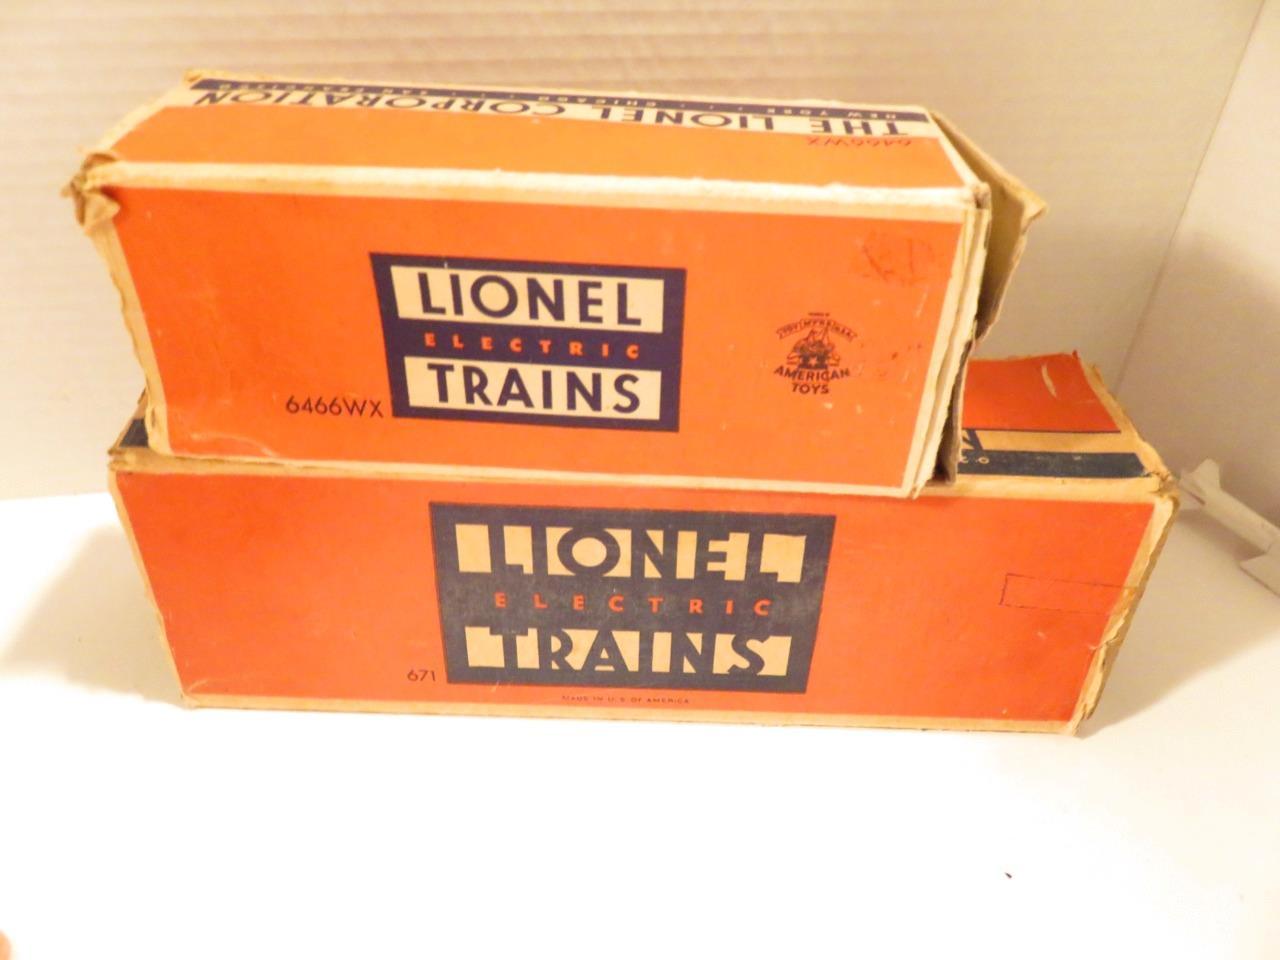 NEW YORK · CHICAGO · SAN FRANCISCO
THE LIONEL CORPORATION
6466WX
LIONEL
ELECTRIC
TRAINS
6466WX
AMERICAN
TOYS
LIONEL
ELECTRIC
TRAINS
671
MADE IN U. S. OF AMERICA